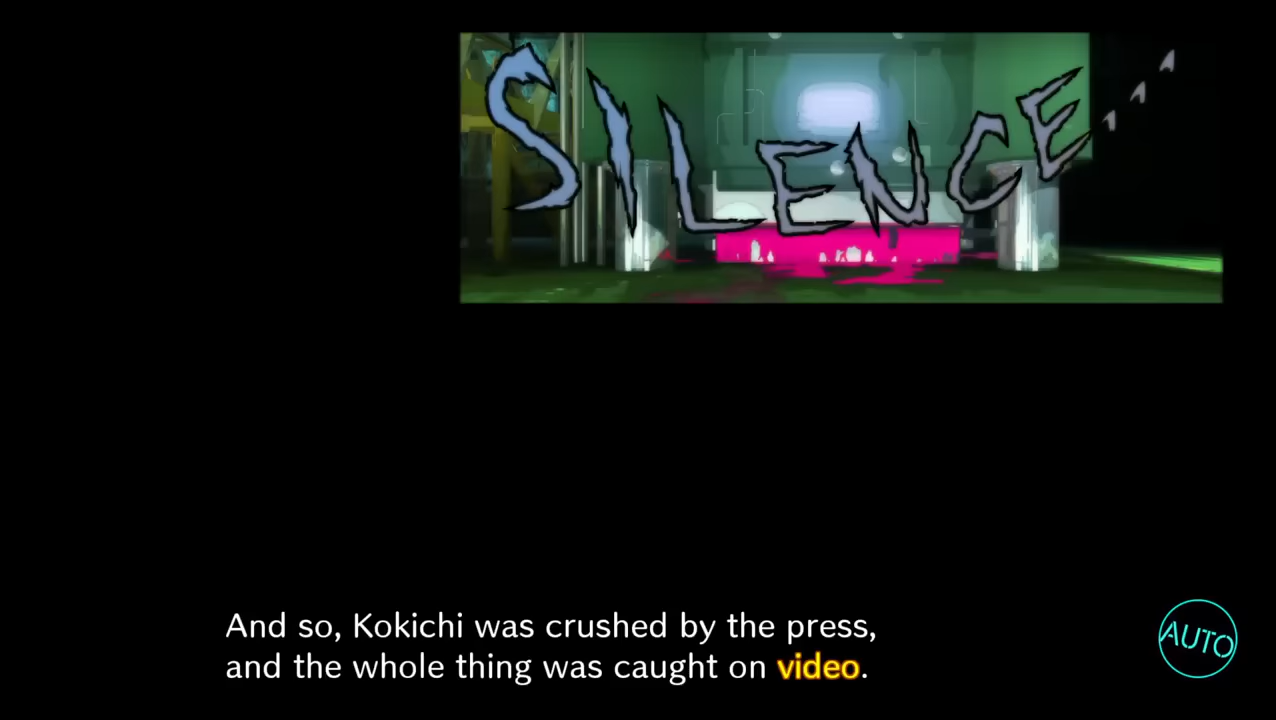 SILENCE...
And so, Kokichi was crushed by the press,
and the whole thing was caught on video.
AUTO